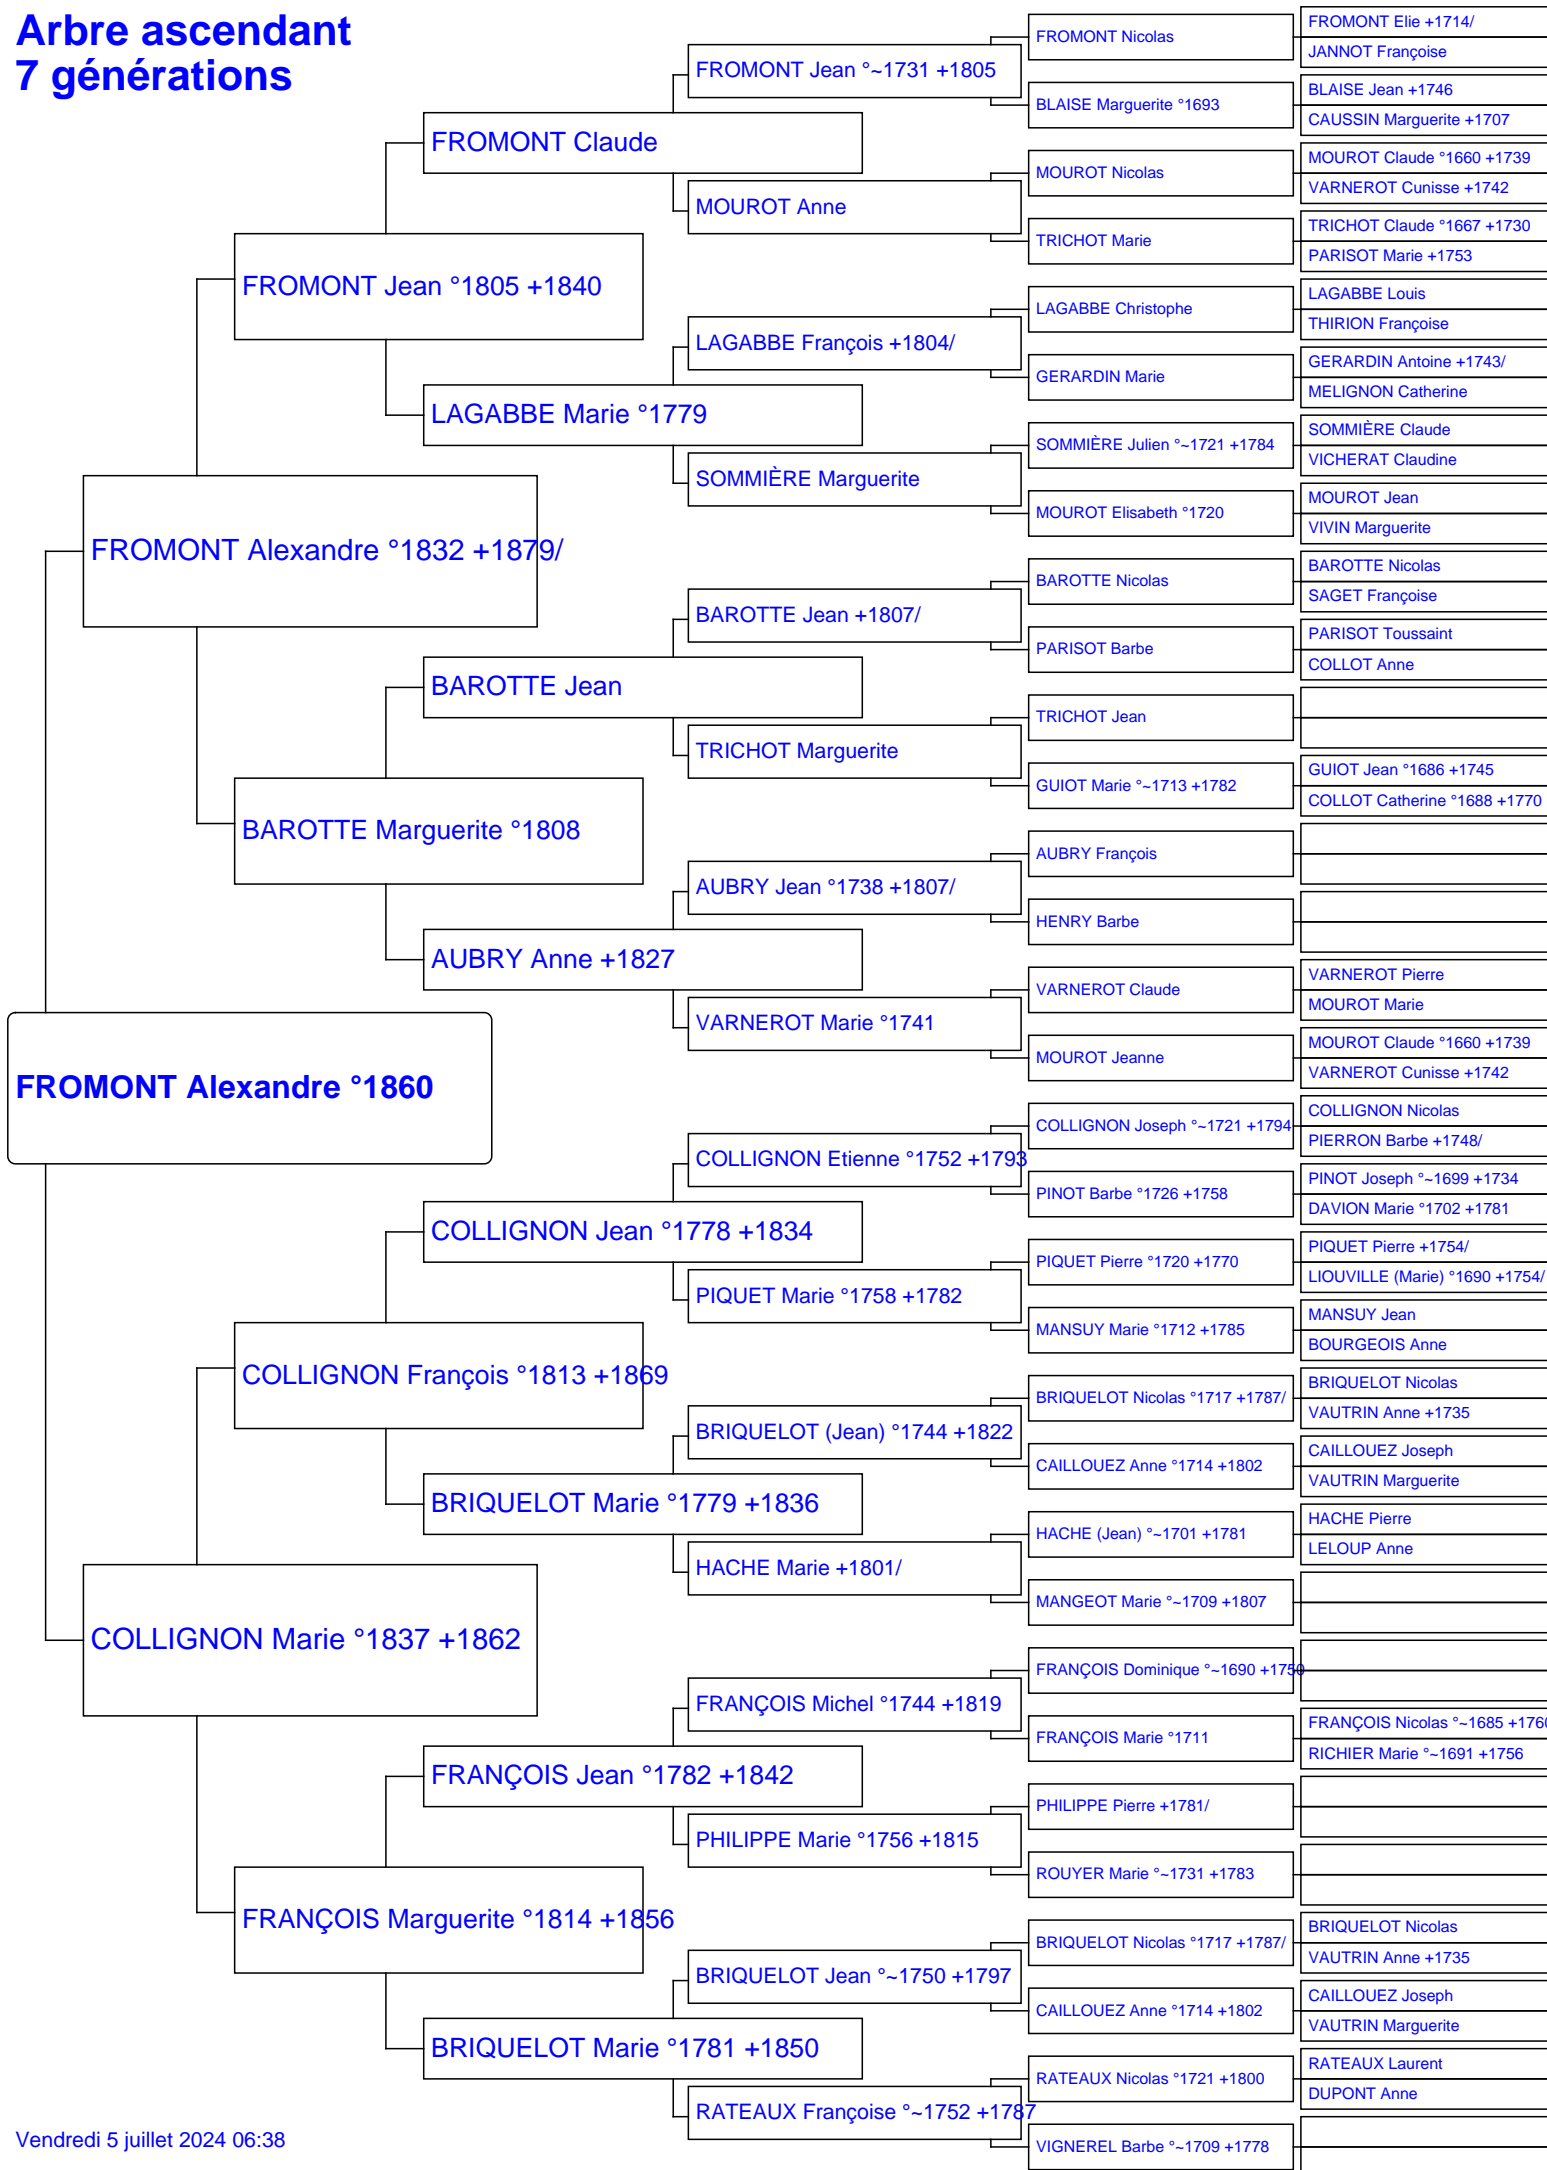 Arbre ascendant
7 générations
FROMONT Alexandre °1860
FROMONT Alexandre °1832 +1879/
COLLIGNON Marie °1837 +1862
FROMONT Jean °1805 +1840
BAROTTE Marguerite °1808
COLLIGNON François °1813 +1869
FRANÇOIS Marguerite °1814 +1856
FROMONT Claude
LAGABBE Marie °1779
BAROTTE Jean
AUBRY Anne +1827
COLLIGNON Jean °1778 +1834
BRIQUELOT Marie °1779 +1836
FRANÇOIS Jean °1782 +1842
BRIQUELOT Marie °1781 +1850
FROMONT Jean °~1731 +1805
MOUROT Anne
LAGABBE François +1804/
SOMMIÈRE Marguerite
BAROTTE Jean +1807/
TRICHOT Marguerite
AUBRY Jean °1738 +1807/
VARNEROT Marie °1741
COLLIGNON Etienne °1752 +1793
PIQUET Marie °1758 +1782
BRIQUELOT (Jean) °1744 +1822
HACHE Marie +1801/
FRANÇOIS Michel °1744 +1819
PHILIPPE Marie °1756 +1815
BRIQUELOT Jean °~1750 +1797
RATEAUX Françoise °~1752 +1787
FROMONT Nicolas
BLAISE Marguerite °1693
MOUROT Nicolas
TRICHOT Marie
LAGABBE Christophe
GERARDIN Marie
SOMMIÈRE Julien °~1721 +1784
MOUROT Elisabeth °1720
BAROTTE Nicolas
PARISOT Barbe
TRICHOT Jean
GUIOT Marie °~1713 +1782
AUBRY François
HENRY Barbe
VARNEROT Claude
MOUROT Jeanne
COLLIGNON Joseph °~1721 +1794
PINOT Barbe °1726 +1758
PIQUET Pierre °1720 +1770
MANSUY Marie °1712 +1785
BRIQUELOT Nicolas °1717 +1787/
CAILLOUEZ Anne °1714 +1802
HACHE (Jean) °~1701 +1781
MANGEOT Marie °~1709 +1807
FRANÇOIS Dominique °~1690 +1750
FRANÇOIS Marie °1711
PHILIPPE Pierre +1781/
ROUYER Marie °~1731 +1783
BRIQUELOT Nicolas °1717 +1787/
CAILLOUEZ Anne °1714 +1802
RATEAUX Nicolas °1721 +1800
VIGNEREL Barbe °~1709 +1778
FROMONT Elie +1714/
JANNOT Françoise
BLAISE Jean +1746
CAUSSIN Marguerite +1707
MOUROT Claude °1660 +1739
VARNEROT Cunisse +1742
TRICHOT Claude °1667 +1730
PARISOT Marie +1753
LAGABBE Louis
THIRION Françoise
GERARDIN Antoine +1743/
MELIGNON Catherine
SOMMIÈRE Claude
VICHERAT Claudine
MOUROT Jean
VIVIN Marguerite
BAROTTE Nicolas
SAGET Françoise
PARISOT Toussaint
COLLOT Anne
GUIOT Jean °1686 +1745
COLLOT Catherine °1688 +1770
VARNEROT Pierre
MOUROT Marie
MOUROT Claude °1660 +1739
VARNEROT Cunisse +1742
COLLIGNON Nicolas
PIERRON Barbe +1748/
PINOT Joseph °~1699 +1734
DAVION Marie °1702 +1781
PIQUET Pierre +1754/
LIOUVILLE (Marie) °1690 +1754/
MANSUY Jean
BOURGEOIS Anne
BRIQUELOT Nicolas
VAUTRIN Anne +1735
CAILLOUEZ Joseph
VAUTRIN Marguerite
HACHE Pierre
LELOUP Anne
FRANÇOIS Nicolas °~1685 +1760
RICHIER Marie °~1691 +1756
BRIQUELOT Nicolas
VAUTRIN Anne +1735
CAILLOUEZ Joseph
VAUTRIN Marguerite
RATEAUX Laurent
DUPONT Anne
Vendredi 5 juillet 2024 06:38